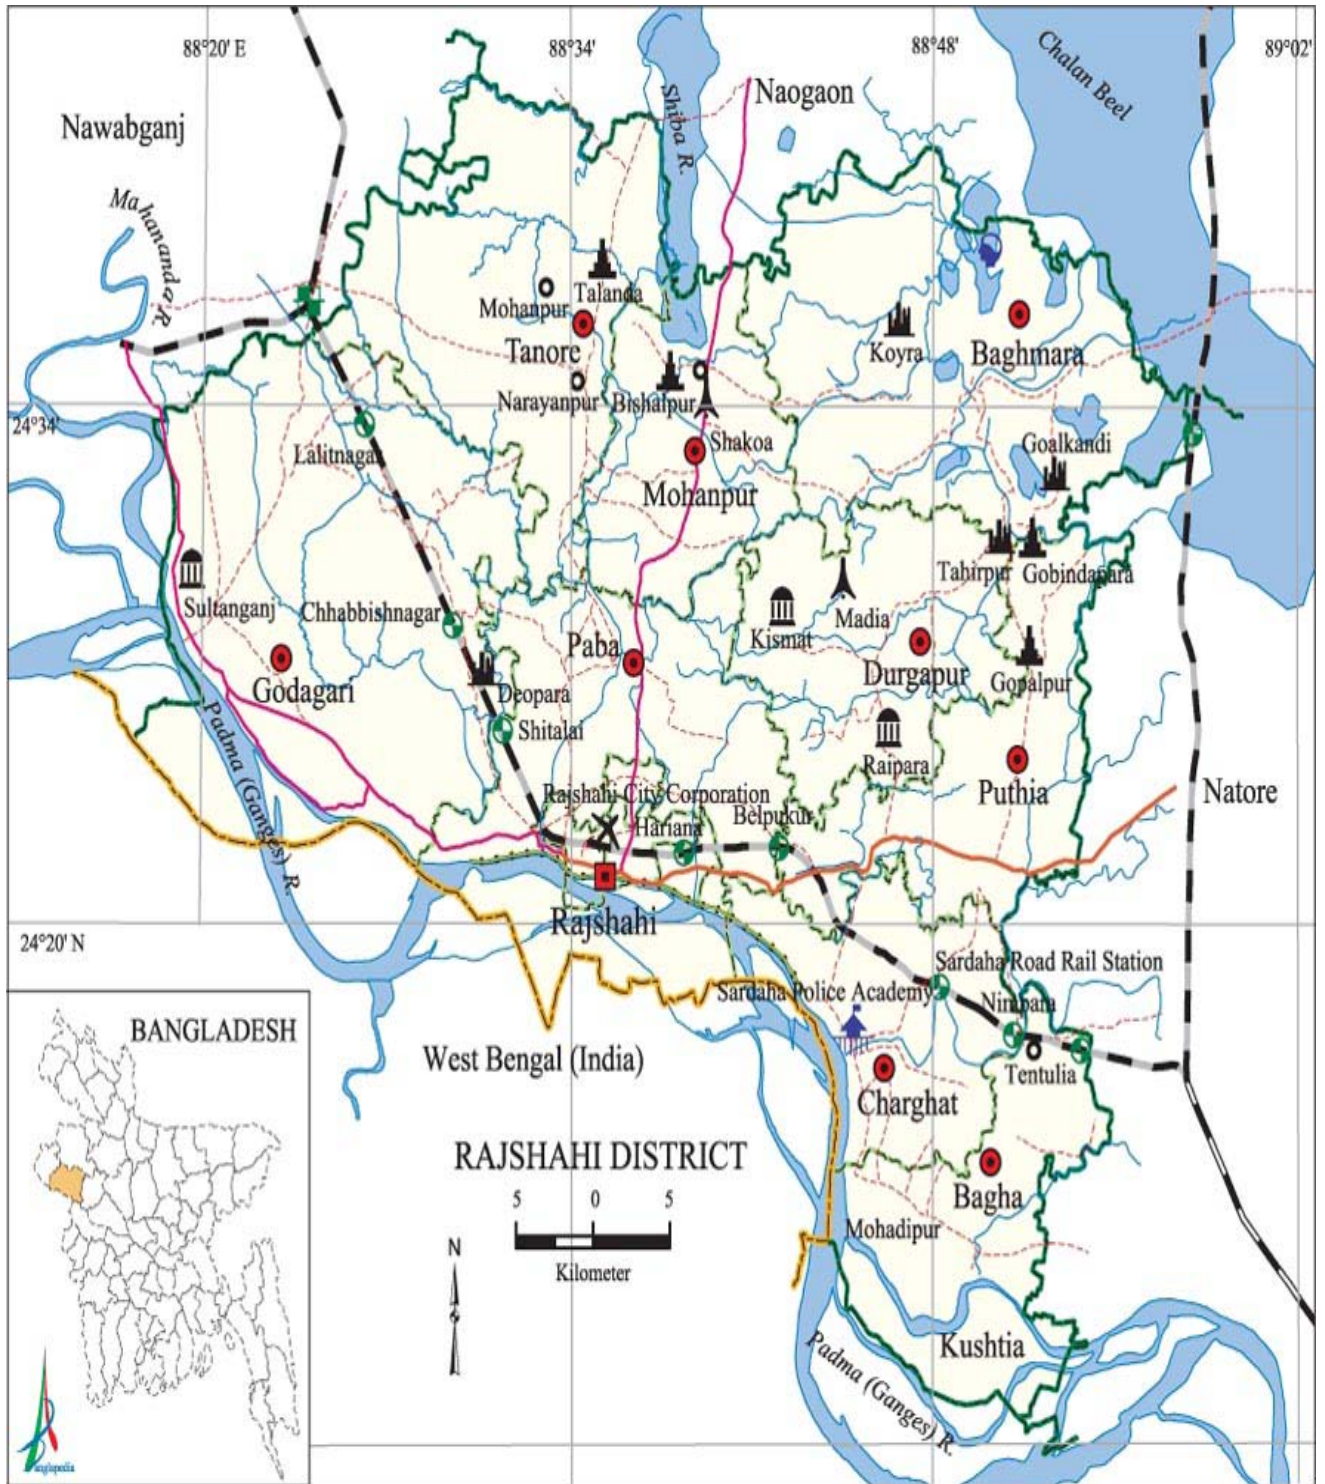 88°20' E
88°34'
88°48'
89°02'
Chalan Beel
Nawabganj
Shiba R.
Naogaon
Mahananda R.
Mohanpur
Talanda
Tanore
Koyra
Baghmara
Narayanpur
Bishalpur
24°34'
Lalitnagar
Shakoa
Goalkandi
Mohanpur
Tahirpur
Gobindapara
Sultanganj
Chhabbishnagar
Paba
Kismat
Madia
Durgapur
Gopalpur
Godagari
Deopara
Shitalai
Padma (Ganges) R.
Raipara
Puthia
Natore
Rajshahi City Corporation
Hariana
Belpukur
Rajshahi
24°20' N
Sardaha Road Rail Station
Sardaha Police Academy
Nimpara
BANGLADESH
West Bengal (India)
Tentulia
Charghat
RAJSHAHI DISTRICT
Bagha
5 0 5
Kilometer
N
Mohadipur
Kushtia
Padma (Ganges) R.
anglapedia